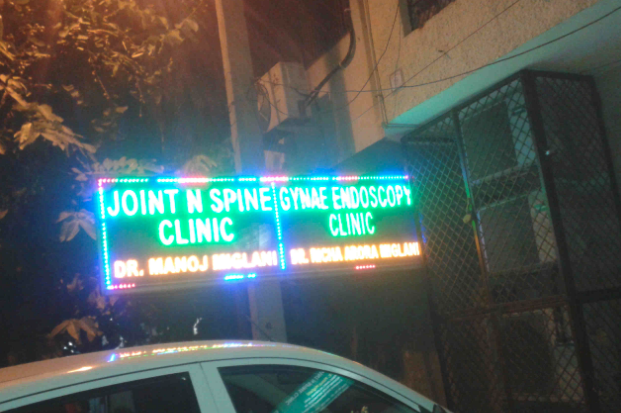 JOINT N SPINE
CLINIC
DR. MANOJ MIGLANI
GYNAE ENDOSCOPY
CLINIC
DR. RICHA ARORA MIGLANI